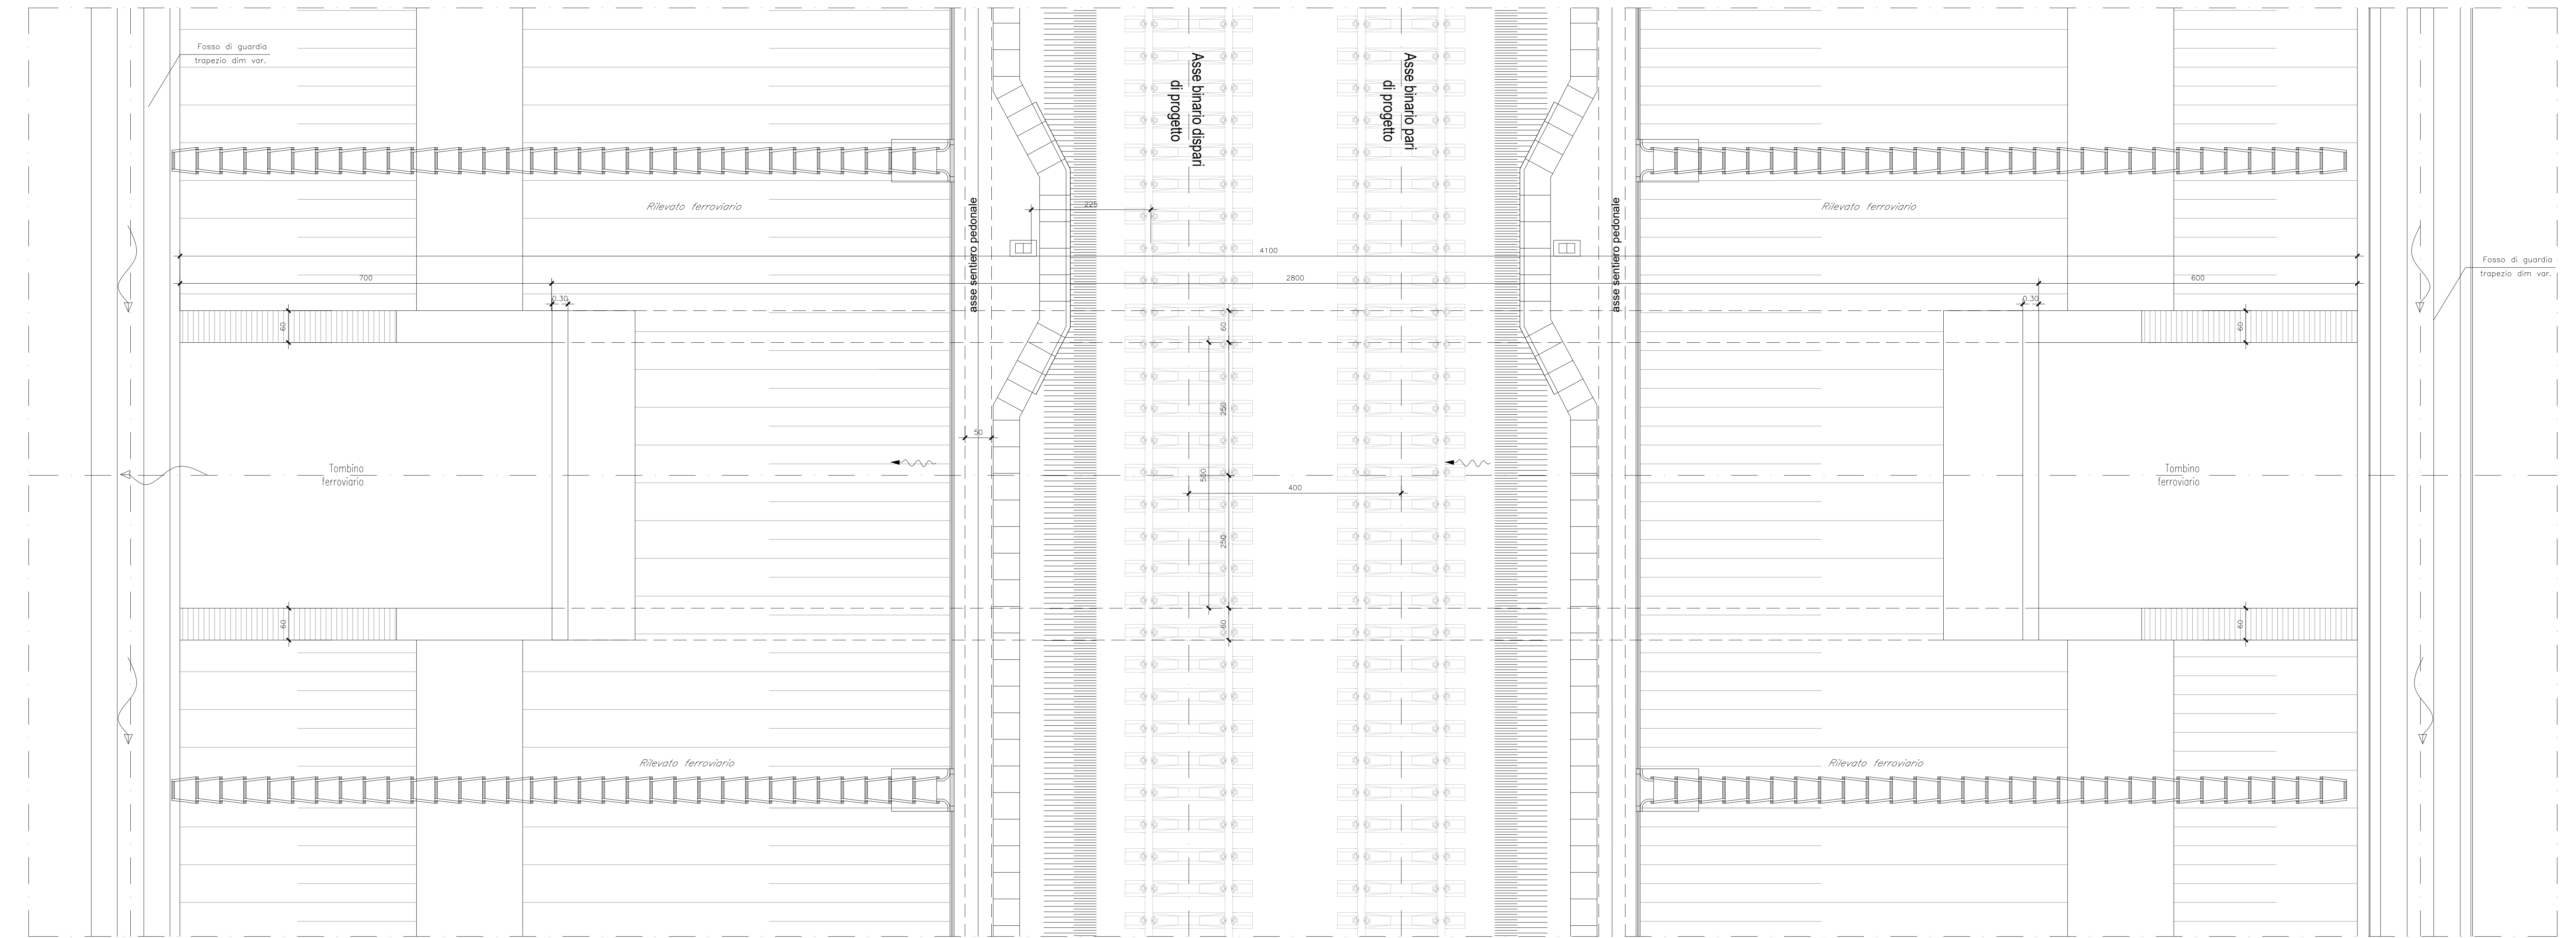 Fosso di guardia
trapezio dim var.
Asse binario dispari
di progetto
Asse binario pari
di progetto
Rilevato ferroviario
asse sentiero pedonale
225
asse sentiero pedonale
Rilevato ferroviario
4100
Fosso di guardia
trapezio dim var.
700
2800
600
0.30
0.30
60
60
60
250
50
Tombino
ferroviario
500
400
Tombino
ferroviario
250
60
60
60
Rilevato ferroviario
Rilevato ferroviario